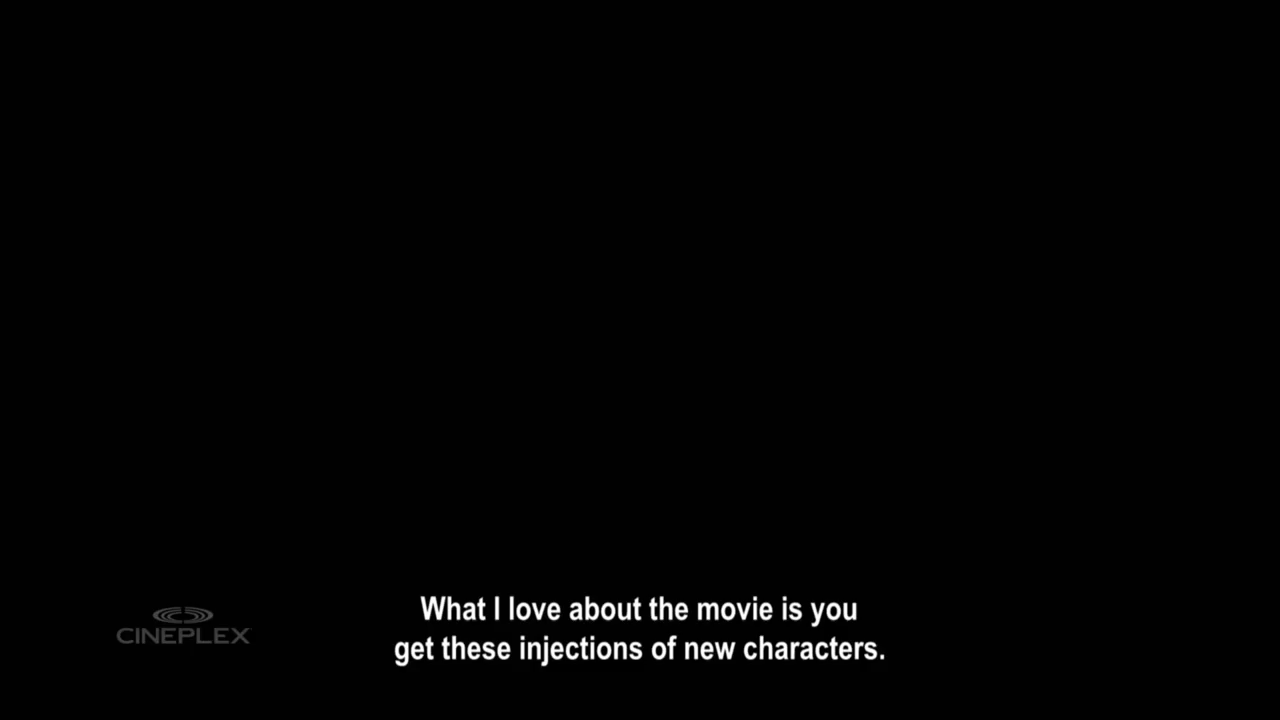 What I love about the movie is you
get these injections of new characters.
CINEPLEX